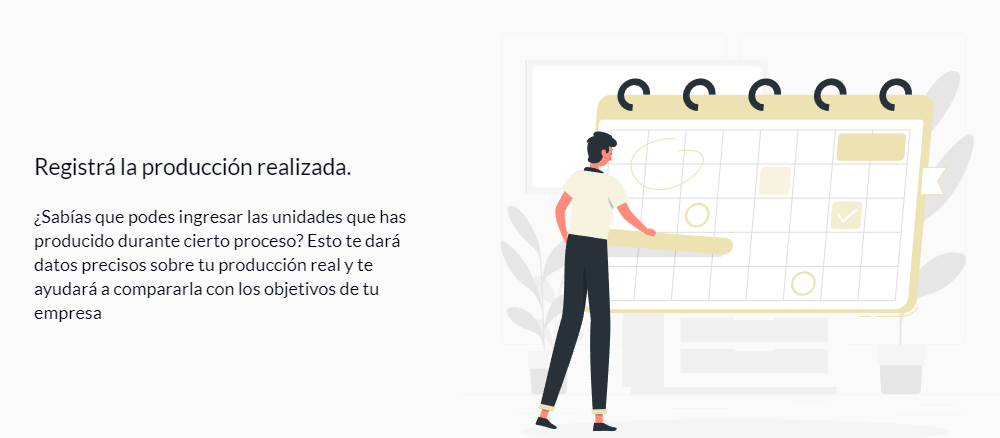 Registrá la producción realizada.
¿Sabías que podes ingresar las unidades que has
producido durante cierto proceso? Esto te dará
datos precisos sobre tu producción real y te
ayudará a compararla con los objetivos de tu
empresa